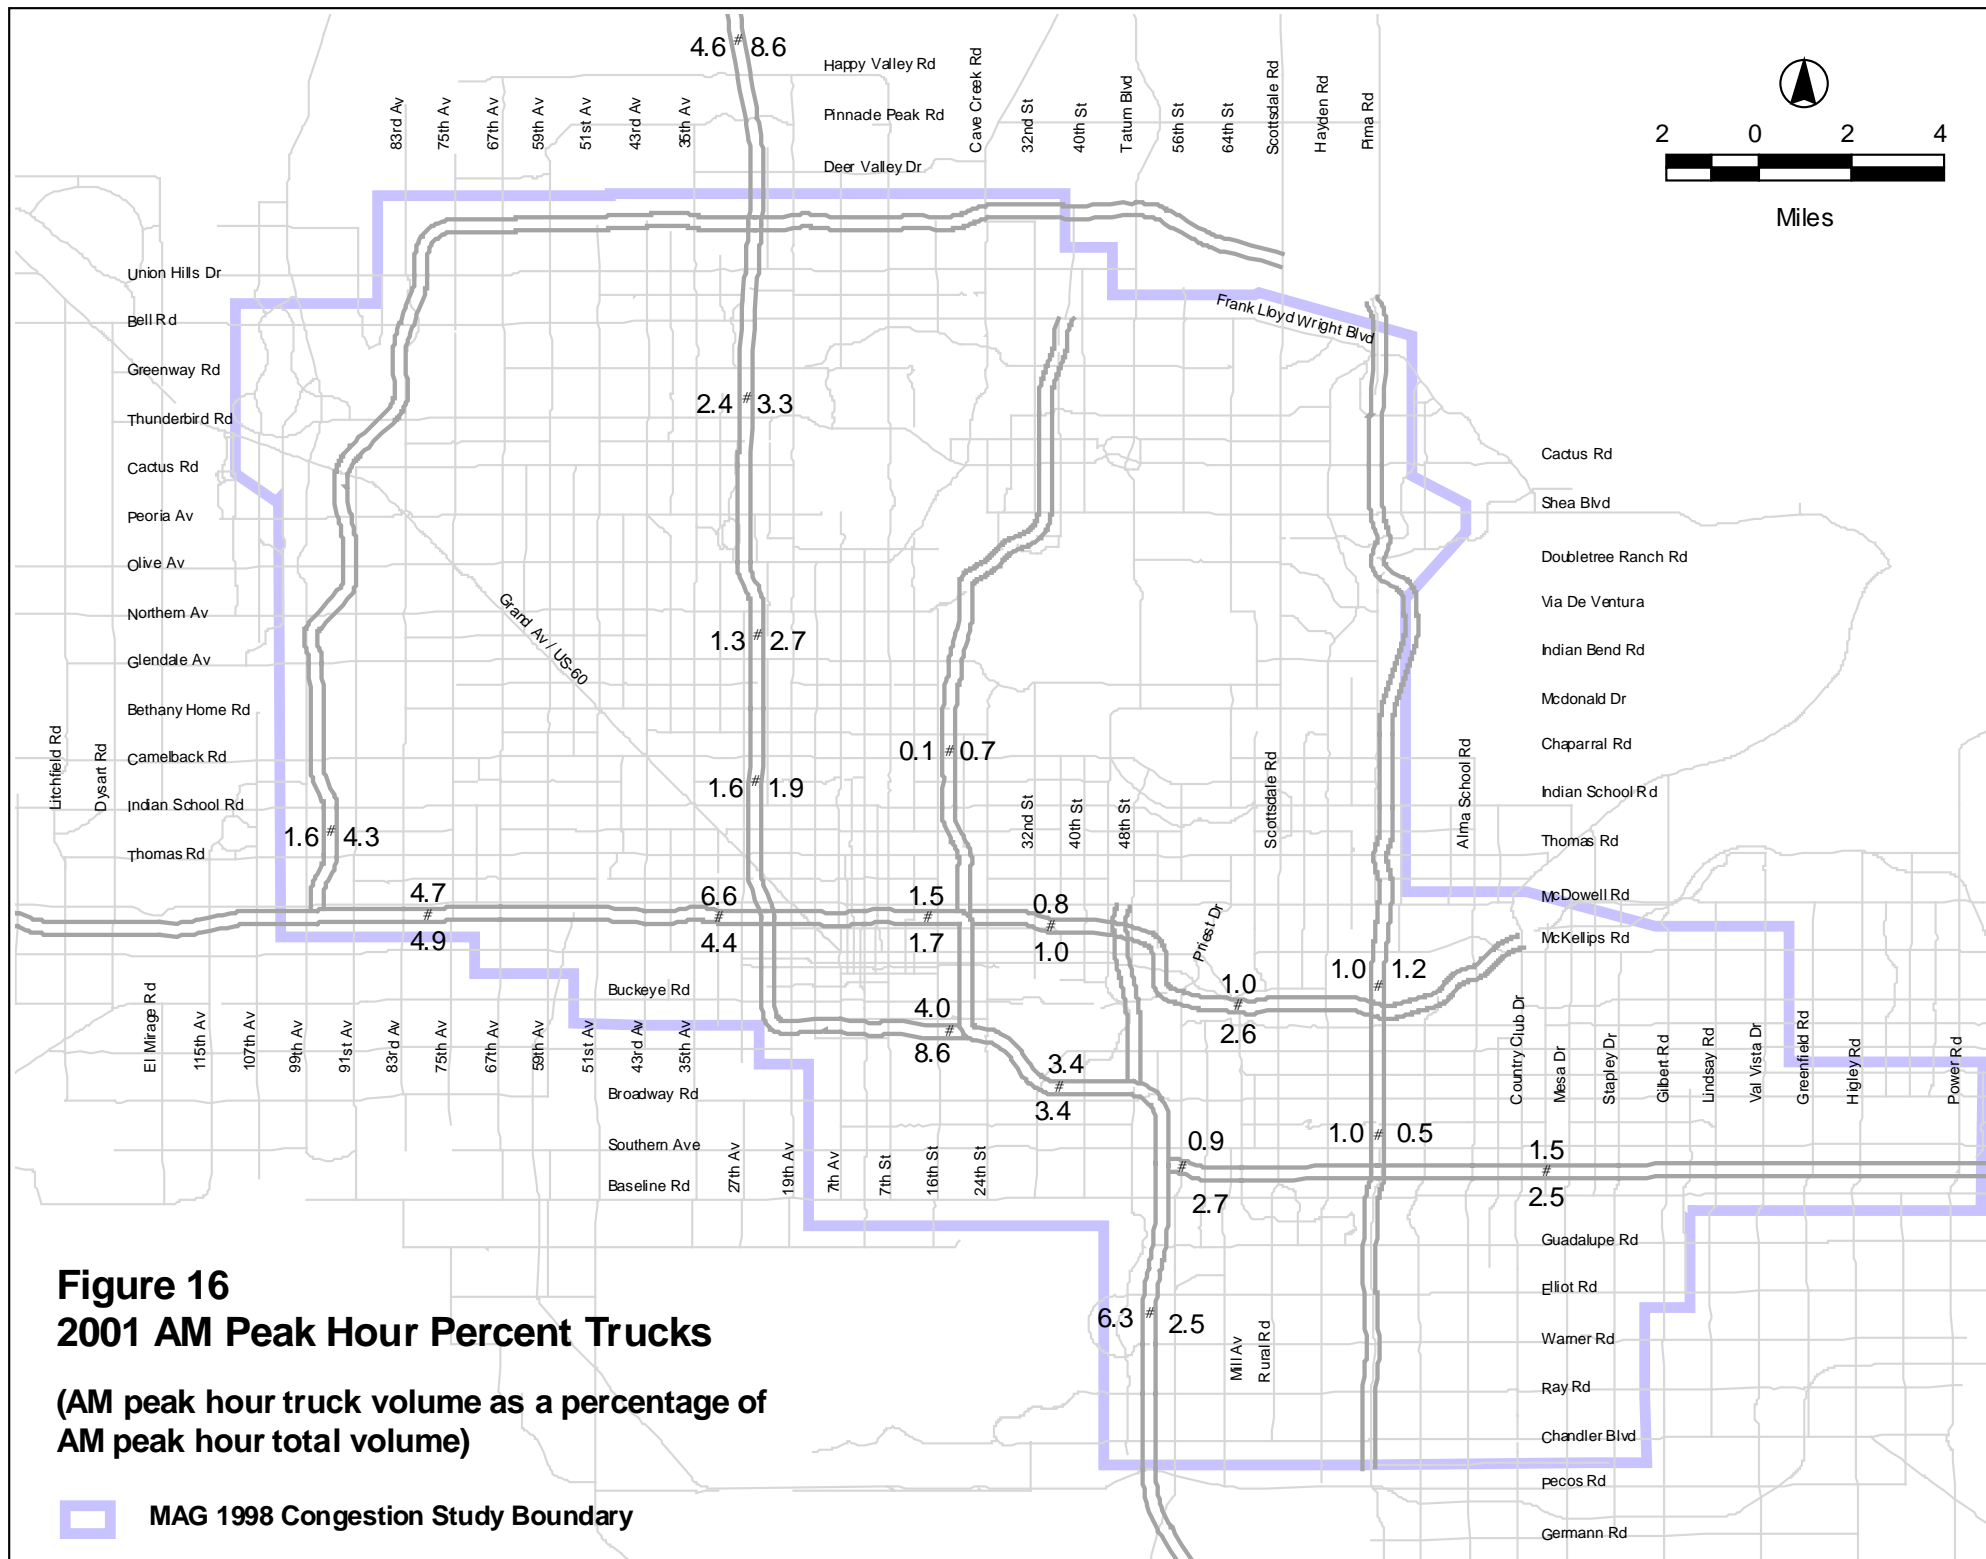 4.6 # 8.6
Happy Valley Rd
Pinnacle Peak Rd
Deer Valley Dr
83rd Av
75th Av
67th Av
59th Av
51st Av
43rd Av
35th Av
Cave Creek Rd
32nd St
40th St
Tatum Blvd
56th St
64th St
Scottsdale Rd
Hayden Rd
Pima Rd
2 0 2 4
Miles
Union Hills Dr
Bell Rd
Greenway Rd
Thunderbird Rd
Cactus Rd
Peoria Av
Olive Av
Northern Av
Glendale Av
Bethany Home Rd
Camelback Rd
Indian School Rd
Thomas Rd
Litchfield Rd
Dysart Rd
Frank Lloyd Wright Blvd
Grand Av / US-60
2.4 # 3.3
1.3 # 2.7
0.1 # 0.7
1.6 # 1.9
1.6 # 4.3
Cactus Rd
Shea Blvd
Doubletree Ranch Rd
Via De Ventura
Indian Bend Rd
Mcdonald Dr
Chaparral Rd
Indian School Rd
Thomas Rd
McDowell Rd
McKellips Rd
32nd St
40th St
48th St
Scottsdale Rd
Alma School Rd
Priest Dr
4.7
#
4.9
6.6
#
4.4
1.5
#
1.7
0.8
#
1.0
1.0
#
2.6
1.0 # 1.2
4.0
#
8.6
3.4
#
3.4
Buckeye Rd
El Mirage Rd
115th Av
107th Av
99th Av
91st Av
83rd Av
75th Av
67th Av
59th Av
51st Av
43rd Av
35th Av
Broadway Rd
Southern Ave
Baseline Rd
27th Av
19th Av
7th Av
7th St
16th St
24th St
Country Club Dr
Mesa Dr
Stapley Dr
Gilbert Rd
Lindsay Rd
Val Vista Dr
Greenfield Rd
Higley Rd
Power Rd
0.9
#
2.7
1.0 # 0.5
1.5
#
2.5
6.3 # 2.5
Mill Av
Rural Rd
Guadalupe Rd
Elliot Rd
Warner Rd
Ray Rd
Chandler Blvd
Pecos Rd
Germann Rd
Figure 16
2001 AM Peak Hour Percent Trucks
(AM peak hour truck volume as a percentage of
AM peak hour total volume)
MAG 1998 Congestion Study Boundary